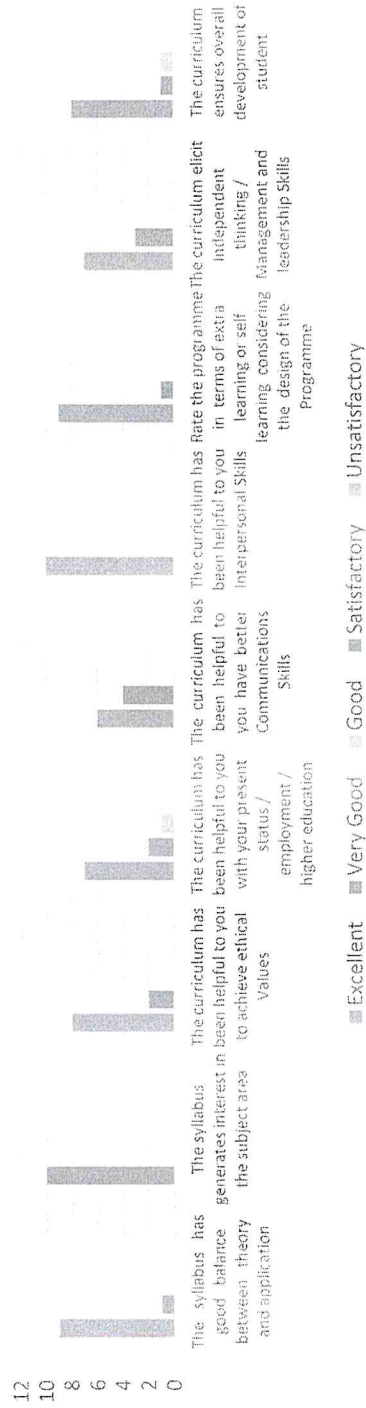 12
10
8
6
4
2
0
The syllabus has
good balance
between theory
and application
The syllabus
generates interest in
the subject area
The curriculum has
been helpful to you
to achieve ethical
Values
The curriculum has
been helpful to you
with your present
status /
employment /
higher education
The curriculum has
been helpful to
you have better
Communications
Skills
The curriculum has
been helpful to you
Interpersonal Skills
Rate the programme
in terms of extra
learning or self
learning considering
the design of the
Programme
The curriculum elicit
Independent
thinking /
Management and
leadership Skills
The curriculum
ensures overall
development of
student
Excellent Very Good Good Satisfactory Unsatisfactory